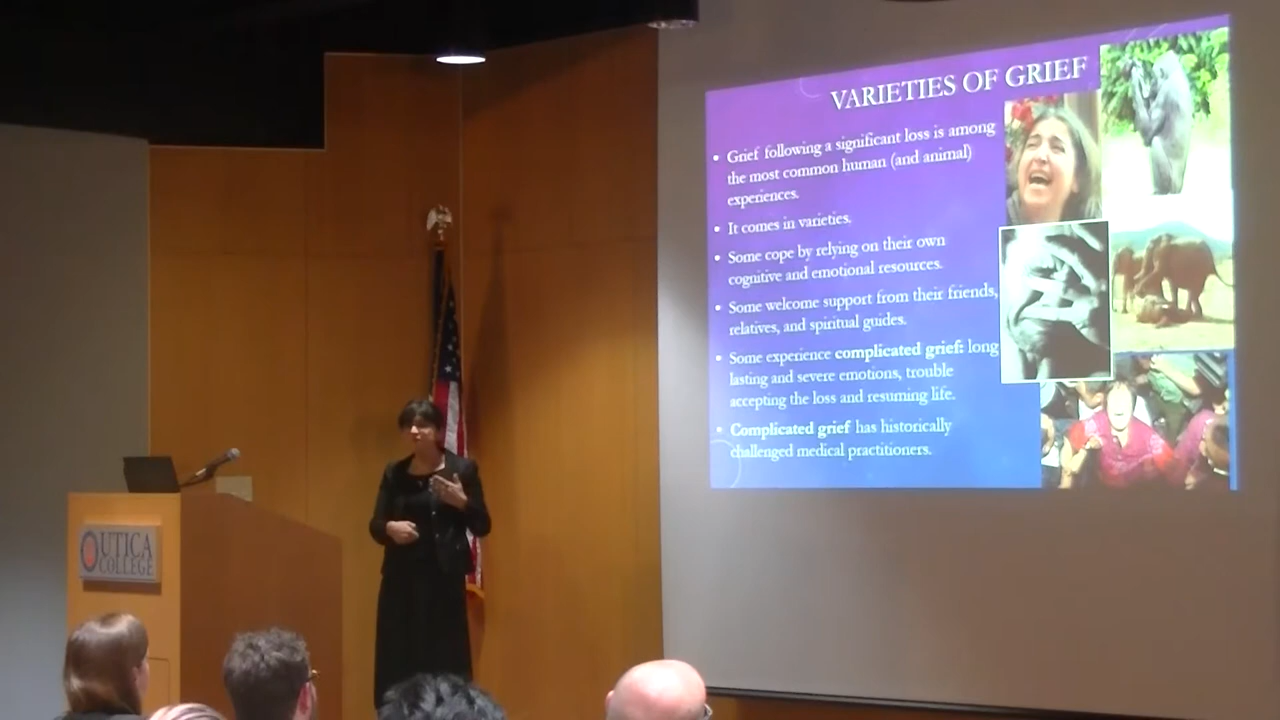 VARIETIES OF GRIEF
• Grief following a significant loss is among
the most common human (and animal)
experiences.
• It comes in varieties.
• Some cope by relying on their own
cognitive and emotional resources.
• Some welcome support from their friends,
relatives, and spiritual guides.
• Some experience complicated grief: long
lasting and severe emotions, trouble
accepting the loss and resuming life.
• Complicated grief has historically
challenged medical practitioners.
UTICA
COLLEGE